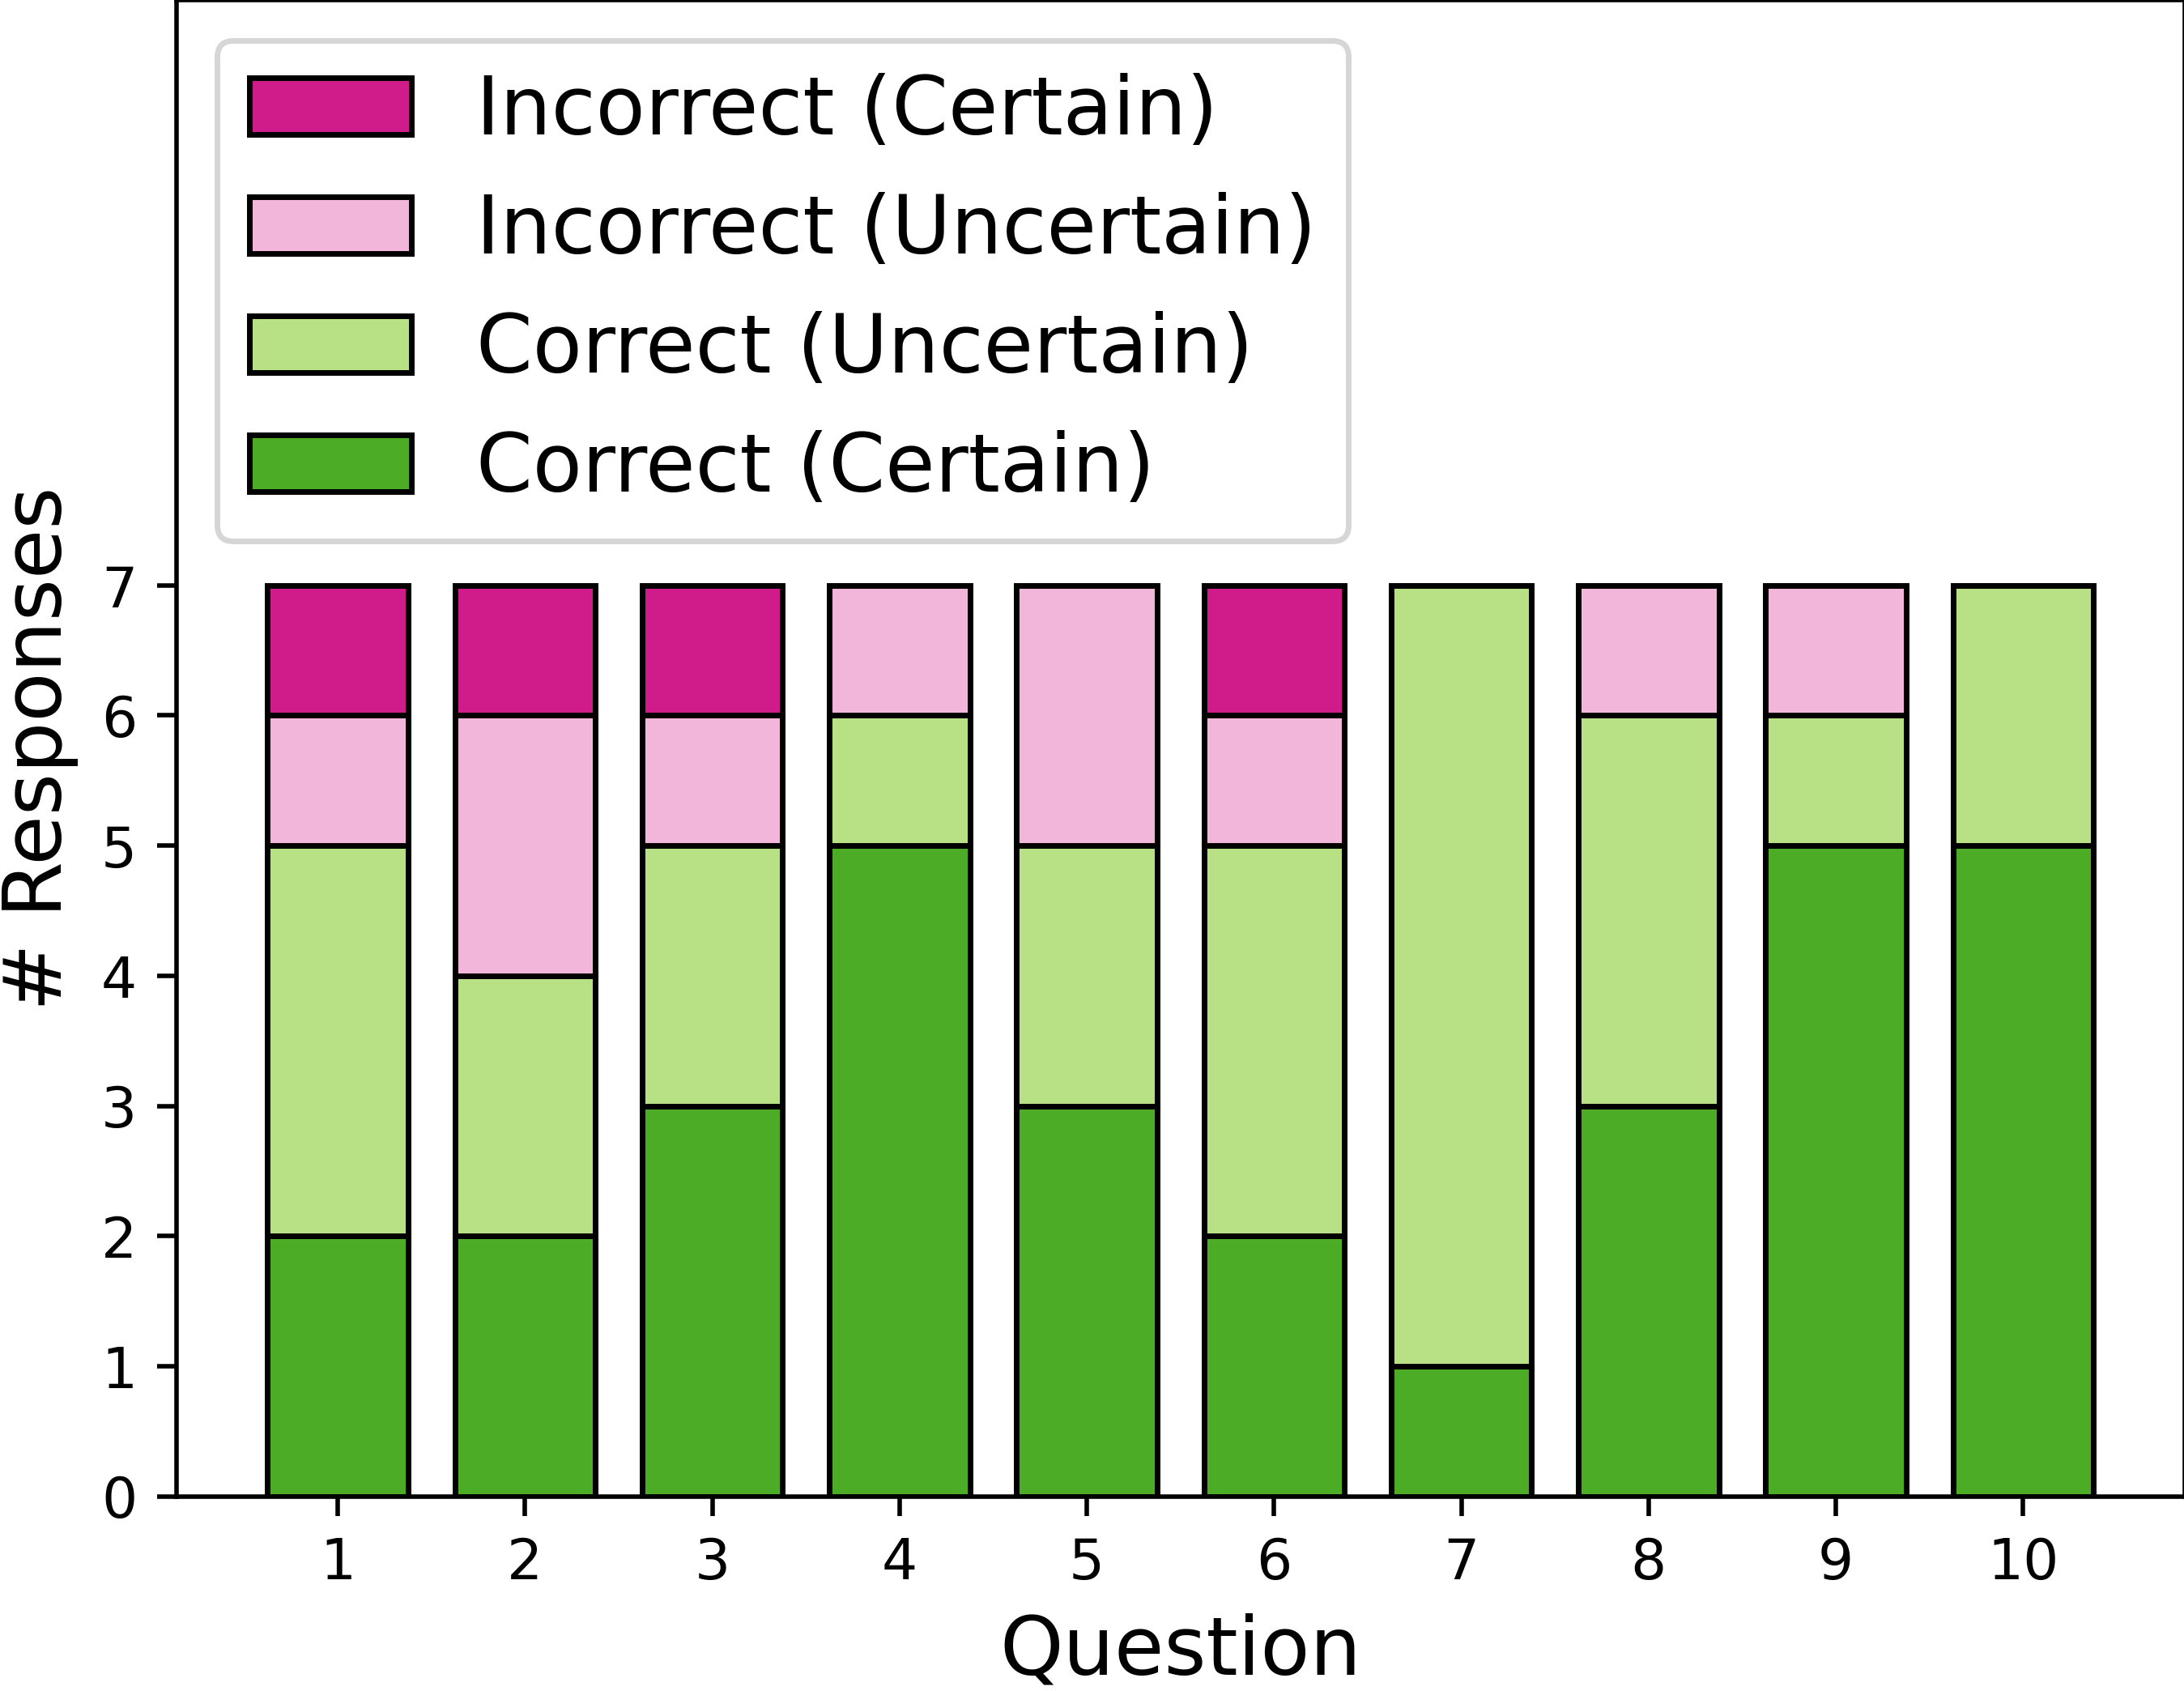 Incorrect (Certain)
Incorrect (Uncertain)
Correct (Uncertain)
Correct (Certain)
# Responses
7
6
5
4
3
2
1
0
1 2 3 4 5 6 7 8 9 10
Question